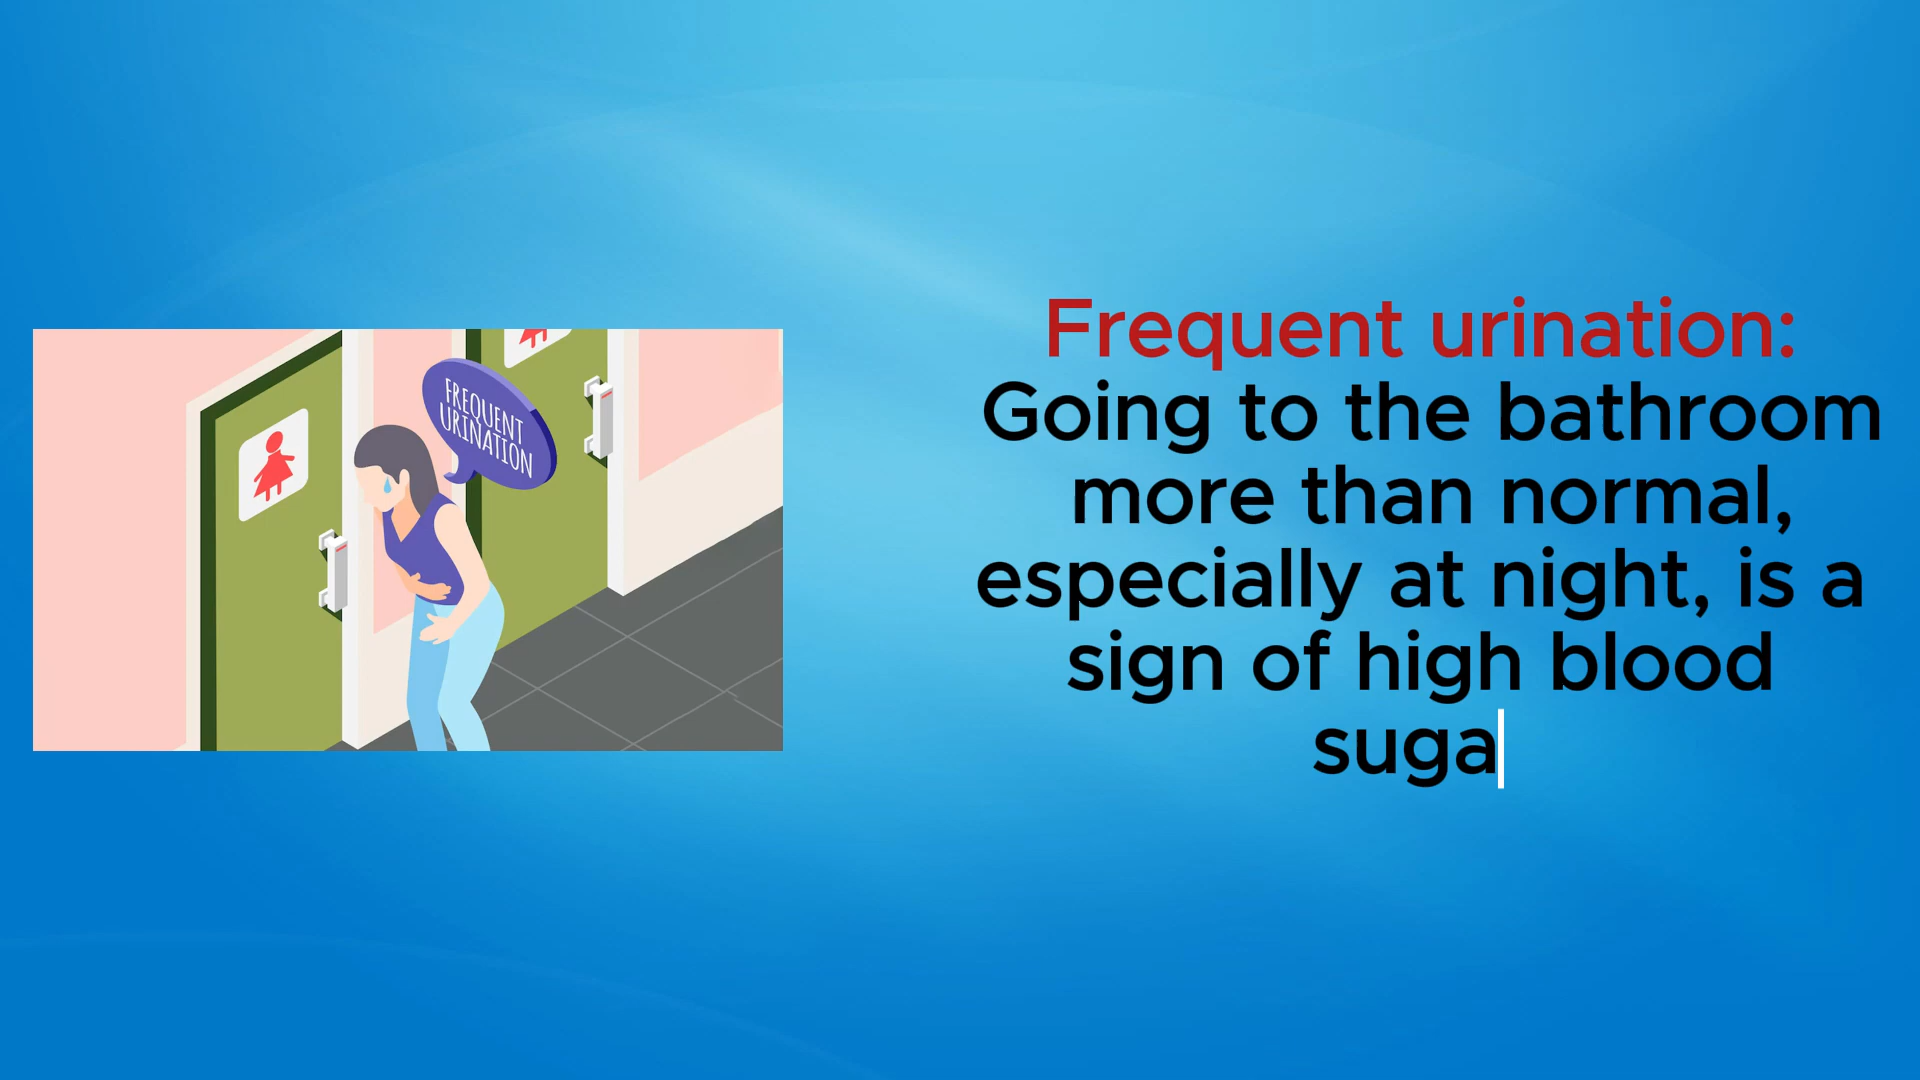 FREQUENT
URINATION
Frequent urination:
Going to the bathroom
more than normal,
especially at night, is a
sign of high blood
suga